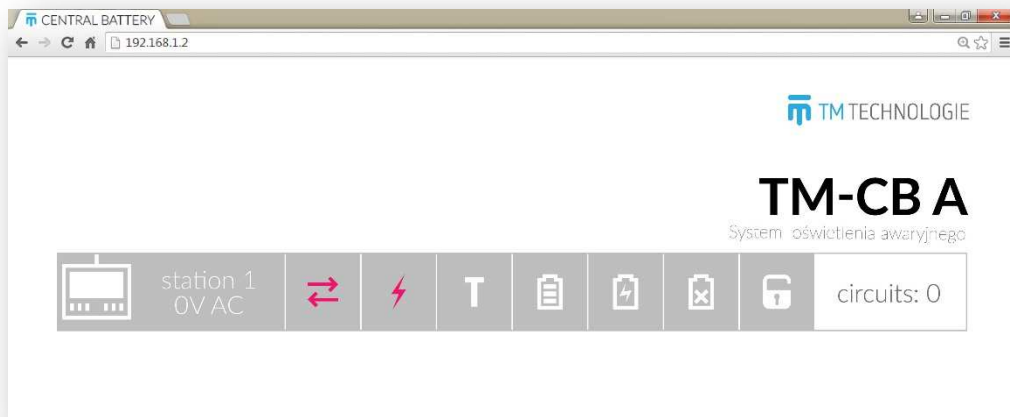 CENTRAL BATTERY
192.168.1.2
TM TECHNOLOGIE
TM-CB A
System oświetlenia awaryjnego
station 1
0V AC
T
circuits: 0